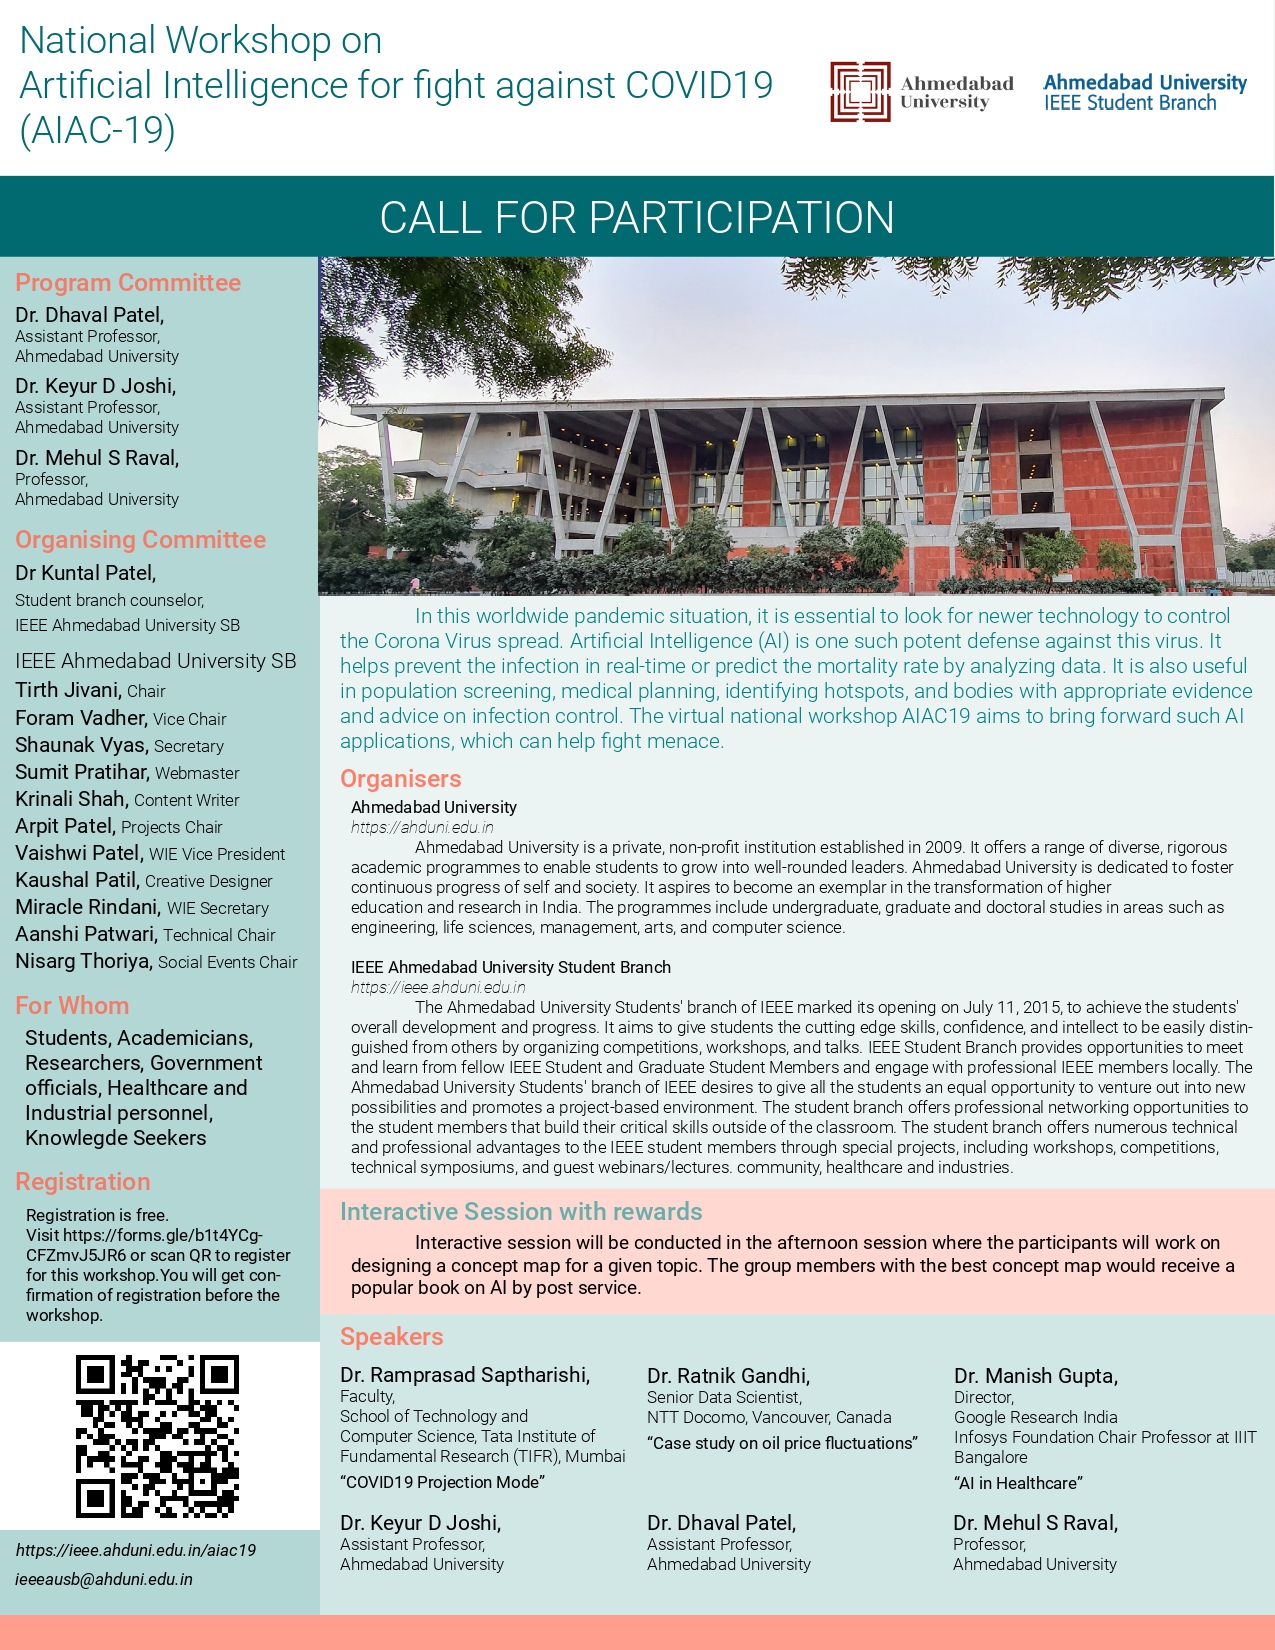 National Workshop on
Artificial Intelligence for fight against COVID19
(AIAC-19)
Ahmedabad
University
Ahmedabad University
IEEE Student Branch
CALL FOR PARTICIPATION
Program Committee
Dr. Dhaval Patel,
Assistant Professor,
Ahmedabad University
Dr. Keyur D Joshi,
Assistant Professor,
Ahmedabad University
Dr. Mehul S Raval,
Professor,
Ahmedabad University
Organising Committee
Dr Kuntal Patel,
Student branch counselor,
IEEE Ahmedabad University SB
IEEE Ahmedabad University SB
Tirth Jivani, Chair
Foram Vadher, Vice Chair
Shaunak Vyas, Secretary
Sumit Pratihar, Webmaster
Krinali Shah, Content Writer
Arpit Patel, Projects Chair
Vaishwi Patel, WIE Vice President
Kaushal Patil, Creative Designer
Miracle Rindani, WIE Secretary
Aanshi Patwari, Technical Chair
Nisarg Thoriya, Social Events Chair
For Whom
Students, Academicians,
Researchers, Government
officials, Healthcare and
Industrial personnel,
Knowlegde Seekers
Registration
Registration is free.
Visit https://forms.gle/b1t4YCg-
CFZmvJ5JR6 or scan QR to register
for this workshop.You will get con-
firmation of registration before the
workshop.
https://ieee.ahduni.edu.in/aiac19
ieeeausb@ahduni.edu.in
In this worldwide pandemic situation, it is essential to look for newer technology to control
the Corona Virus spread. Artificial Intelligence (AI) is one such potent defense against this virus. It
helps prevent the infection in real-time or predict the mortality rate by analyzing data. It is also useful
in population screening, medical planning, identifying hotspots, and bodies with appropriate evidence
and advice on infection control. The virtual national workshop AIAC19 aims to bring forward such AI
applications, which can help fight menace.
Organisers
Ahmedabad University
https://ahduni.edu.in
Ahmedabad University is a private, non-profit institution established in 2009. It offers a range of diverse, rigorous
academic programmes to enable students to grow into well-rounded leaders. Ahmedabad University is dedicated to foster
continuous progress of self and society. It aspires to become an exemplar in the transformation of higher
education and research in India. The programmes include undergraduate, graduate and doctoral studies in areas such as
engineering, life sciences, management, arts, and computer science.
IEEE Ahmedabad University Student Branch
https://ieee.ahduni.edu.in
The Ahmedabad University Students' branch of IEEE marked its opening on July 11, 2015, to achieve the students'
overall development and progress. It aims to give students the cutting edge skills, confidence, and intellect to be easily distin-
guished from others by organizing competitions, workshops, and talks. IEEE Student Branch provides opportunities to meet
and learn from fellow IEEE Student and Graduate Student Members and engage with professional IEEE members locally. The
Ahmedabad University Students' branch of IEEE desires to give all the students an equal opportunity to venture out into new
possibilities and promotes a project-based environment. The student branch offers professional networking opportunities to
the student members that build their critical skills outside of the classroom. The student branch offers numerous technical
and professional advantages to the IEEE student members through special projects, including workshops, competitions,
technical symposiums, and guest webinars/lectures. community, healthcare and industries.
Interactive Session with rewards
Interactive session will be conducted in the afternoon session where the participants will work on
designing a concept map for a given topic. The group members with the best concept map would receive a
popular book on AI by post service.
Speakers
Dr. Ramprasad Saptharishi,
Faculty,
School of Technology and
Computer Science, Tata Institute of
Fundamental Research (TIFR), Mumbai
“COVID19 Projection Mode”
Dr. Ratnik Gandhi,
Senior Data Scientist,
NTT Docomo, Vancouver, Canada
“Case study on oil price fluctuations”
Dr. Manish Gupta,
Director,
Google Research India
Infosys Foundation Chair Professor at IIIT
Bangalore
“AI in Healthcare”
Dr. Keyur D Joshi,
Assistant Professor,
Ahmedabad University
Dr. Dhaval Patel,
Assistant Professor,
Ahmedabad University
Dr. Mehul S Raval,
Professor,
Ahmedabad University